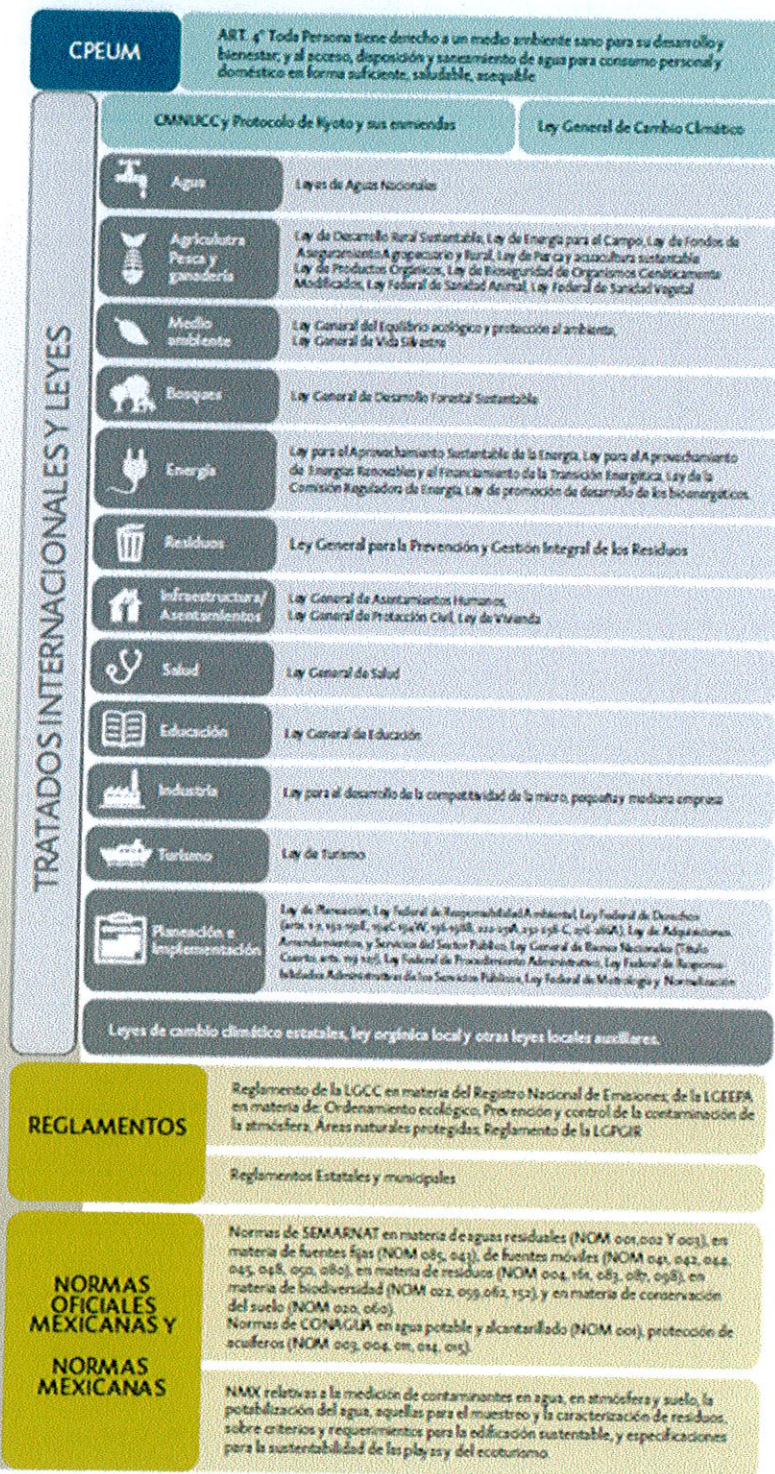 CPEUM
ART. 4° Toda Persona tiene derecho a un medio ambiente sano para su desarrollo y
bienestar; y al acceso, disposición y saneamiento de agua para consumo personal y
doméstico en forma suficiente, saludable, asequible
TRATADOS INTERNACIONALES Y LEYES
CMNUCC y Protocolo de Kyoto y sus enmiendas
Ley General de Cambio Climático
Agua
Leyes de Aguas Nacionales
Agriculutra
Pesca y
ganadería
Ley de Desarrollo Rural Sustentable, Ley de Energía para el Campo, Ley de Fondos de
Aseguramiento Agropecuario y Rural, Ley de Pesca y acuacultura sustentable
Ley de Productos Orgánicos, Ley de Bioseguridad de Organismos Genéticamente
Modificados, Ley Federal de Sanidad Animal, Ley Federal de Sanidad Vegetal
Medio
ambiente
Ley General del Equilibrio ecológico y protección al ambiente,
Ley General de Vida Silvestre
Bosques
Ley General de Desarrollo Forestal Sustentable
Energía
Ley para el Aprovechamiento Sustentable de la Energía, Ley para el Aprovechamiento
de Energías Renovables y el Financiamiento de la Transición Energética, Ley de la
Comisión Reguladora de Energía, Ley de promoción de desarrollo de los bioenergéticos
Residuos
Ley General para la Prevención y Gestión Integral de los Residuos
Infraestructura/
Asentamientos
Ley General de Asentamientos Humanos,
Ley General de Protección Civil, Ley de Vivienda
Salud
Ley General de Salud
Educación
Ley General de Educación
Industria
Ley para el desarrollo de la competitividad de la micro, pequeña y mediana empresa
Turismo
Ley de Turismo
Planeación e
Implementación
Ley de Planeación, Ley Federal de Responsabilidad Ambiental, Ley Federal de Derechos
Ley de Adquisiciones,
Arrendamientos, y Servicios del Sector Público, Ley General de Bienes Nacionales (Título
Cuarto, arts. Ley Federal de Procedimiento Administrativo, Ley Federal de Responsa-
bilidades Administrativas de los Servicios Públicos, Ley Federal de Metrología y Normalización
Leyes de cambio climático estatales, ley orgánica local y otras leyes locales auxiliares.
REGLAMENTOS
Reglamento de la LGCC en materia del Registro Nacional de Emisiones; de la LGEEPA
en materia de: Ordenamiento ecológico, Prevención y control de la contaminación de
la atmósfera, Áreas naturales protegidas; Reglamento de la LGPGIR
Reglamentos Estatales y municipales
NORMAS
OFICIALES
MEXICANAS Y
NORMAS
MEXICANAS
Normas de SEMARNAT en materia de aguas residuales (NOM 001,002 Y 003), en
materia de fuentes fijas (NOM 085, 043), de fuentes móviles (NOM 041, 042, 044,
045, 048, 050, 080), en materia de residuos (NOM 004, 161, 083, 087, 098), en
materia de biodiversidad (NOM 022, 059,062, 152), y en materia de conservación
del suelo (NOM 020, 060).
Normas de CONAGUA en agua potable y alcantarillado (NOM 001), protección de
acuíferos (NOM 003, 004, 011, 014, 015).
NMX relativas a la medición de contaminantes en agua, en atmósfera y suelo, la
potabilización del agua, aquellas para el muestreo y la caracterización de residuos,
sobre criterios y requerimientos para la edificación sustentable, y especificaciones
para la sustentabilidad de las playas y del ecoturismo.